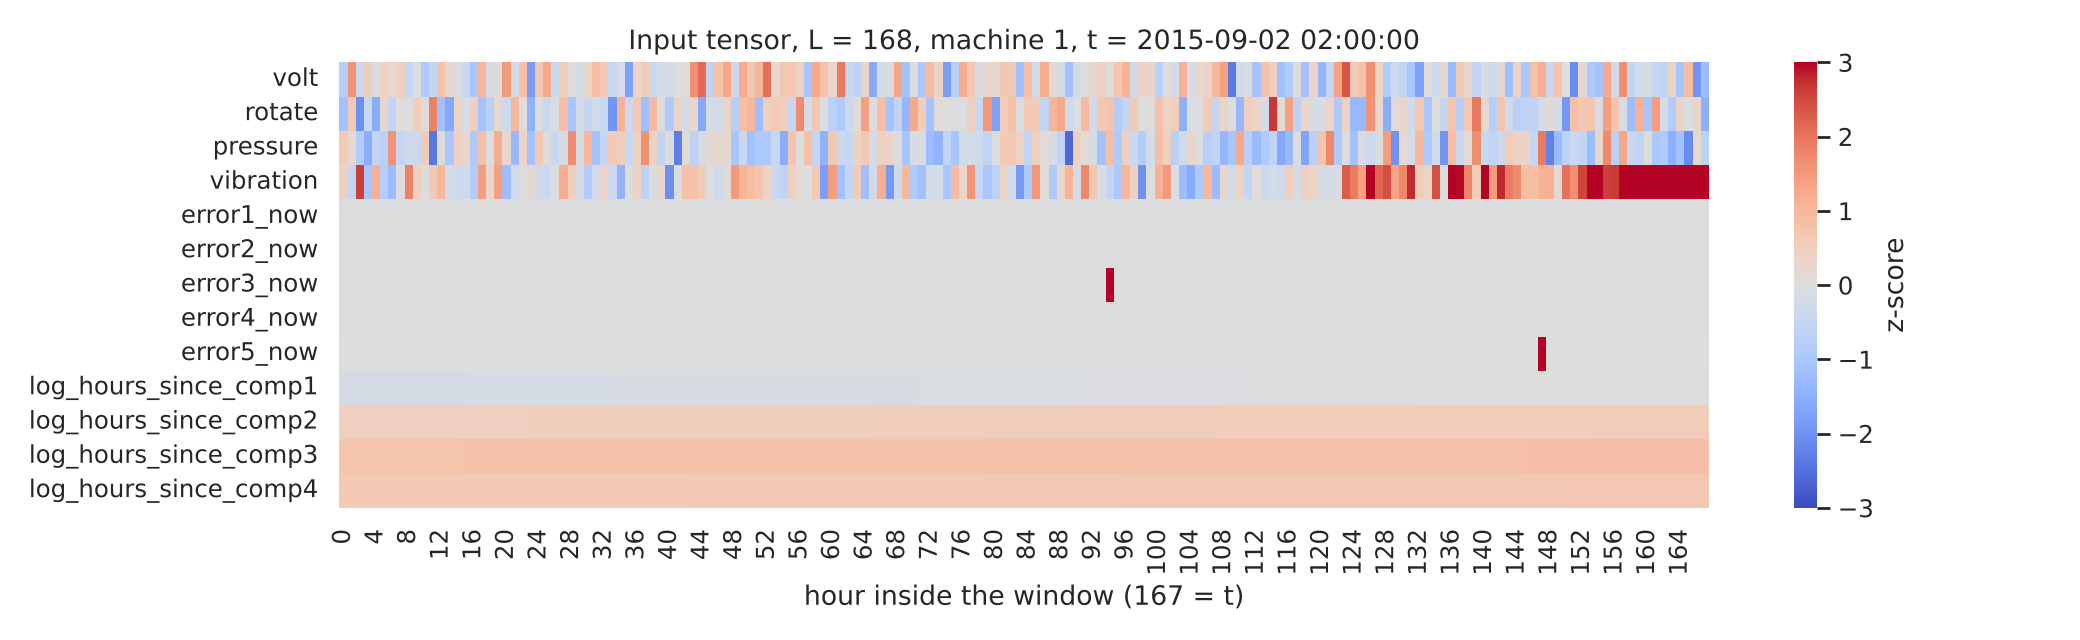 Input tensor, L = 168, machine 1, t = 2015-09-02 02:00:00
volt
rotate
pressure
vibration
error1_now
error2_now
error3_now
error4_now
error5_now
log_hours_since_comp1
log_hours_since_comp2
log_hours_since_comp3
log_hours_since_comp4
0 4 8 12 16 20 24 28 32 36 40 44 48 52 56 60 64 68 72 76 80 84 88 92 96 100 104 108 112 116 120 124 128 132 136 140 144 148 152 156 160 164
hour inside the window (167 = t)
3
2
1
0
−1
−2
−3
z-score